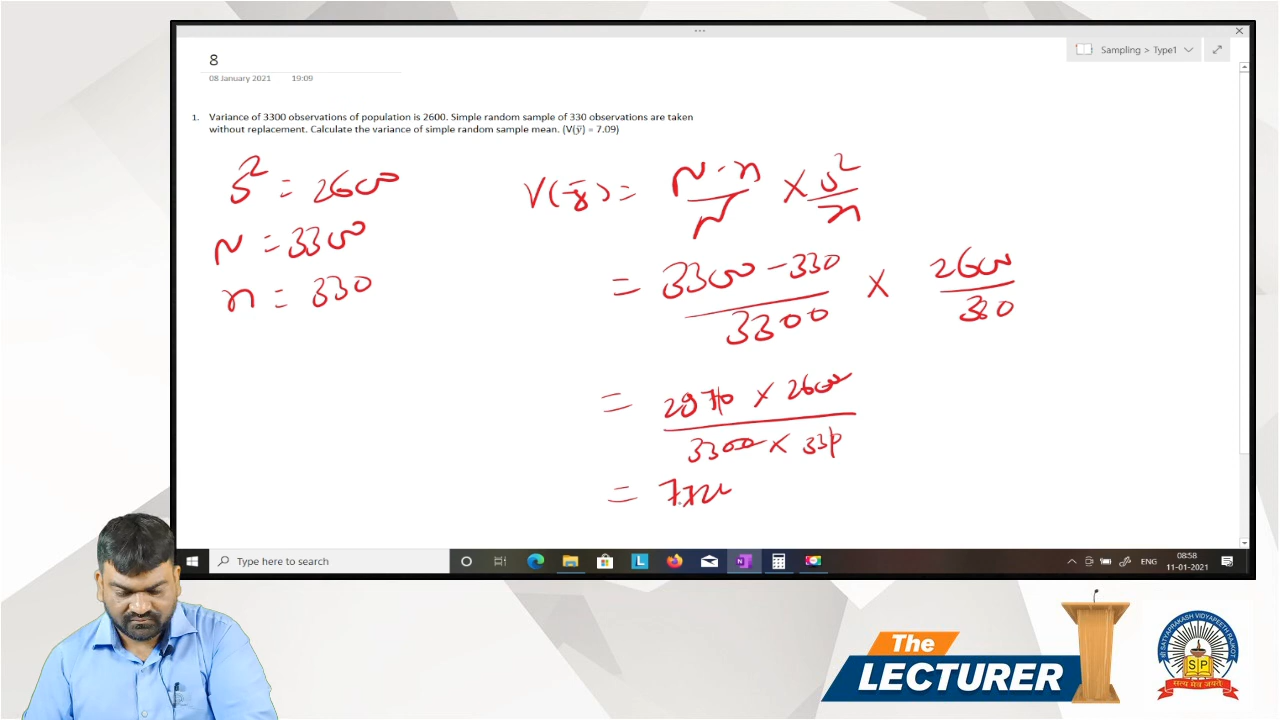 Sampling > Type1
8
08 January 2021 19:09
1. Variance of 3300 observations of population is 2600. Simple random sample of 330 observations are taken
without replacement. Calculate the variance of simple random sample mean. (V(ȳ) = 7.09)
S² = 2600
N = 3300
n = 330
V(ȳ) = N - n / N × S² / n
= 3300 - 330 / 3300 × 2600 / 330
= 2970 × 2600 / 3300 × 330
=
Type here to search
ENG
08:58
11-01-2021
The
LECTURER
SP